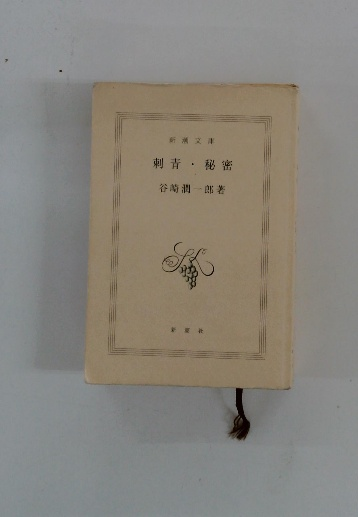 新潮文庫
刺青・秘密
谷崎潤一郎著
新潮社